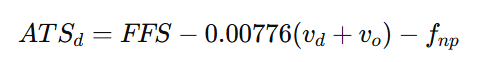 ATS_d = FFS − 0.00776(v_d + v_o) − f_np